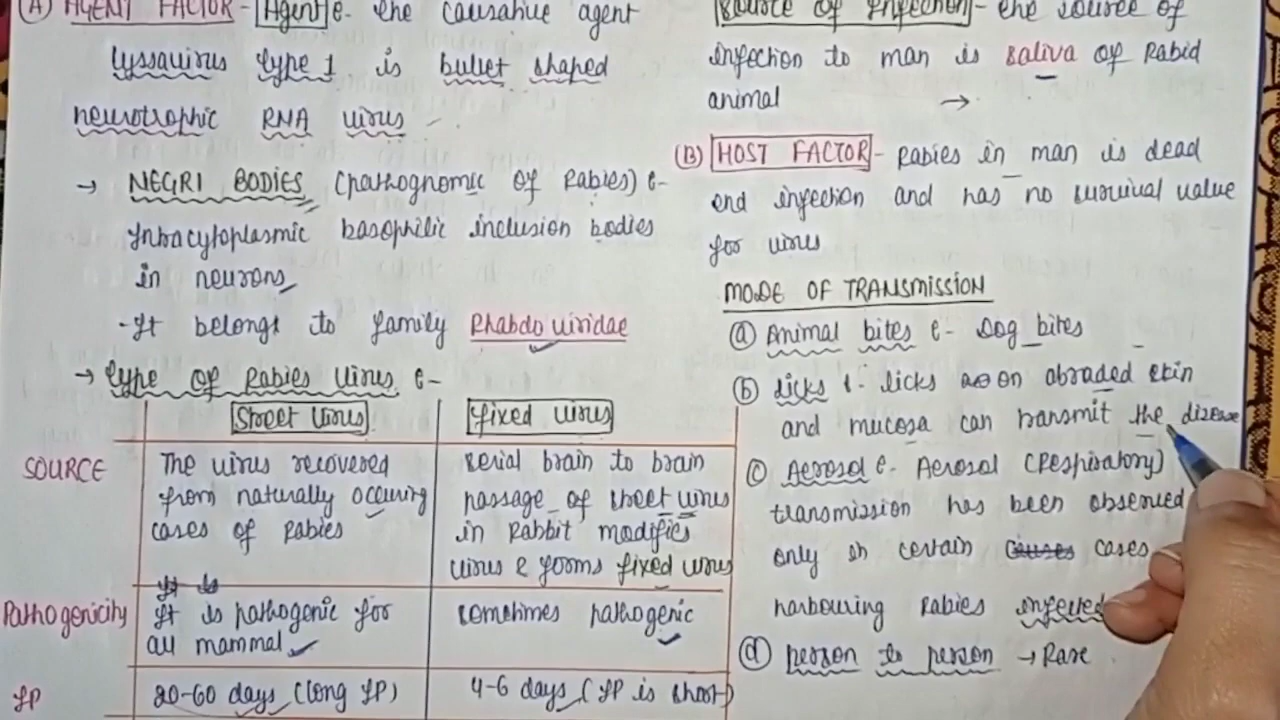 (A) AGENT FACTOR - Agent :- the causative agent
lyssavirus type 1 is bullet shaped
neurotrophic RNA virus
→ NEGRI BODIES (pathognomic of Rabies) :-
Intracytoplasmic basophilic inclusion bodies
in neurons
- It belongs to family Rhabdoviridae
→ Type of Rabies Virus :-
Street Virus
Fixed virus
SOURCE
The virus recovered
from naturally occuring
cases of Rabies
serial brain to brain
passage of street virus
in Rabbit modifies
virus & forms fixed virus
Pathogenicity
It is
It is pathogenic for
all mammal
sometimes pathogenic
IP
20-60 days (long IP)
4-6 days (IP is short)
Source of Infection - the source of
infection to man is saliva of Rabid
animal →
(B) HOST FACTOR - Rabies in man is dead
end infection and has no survival value
for virus
MODE OF TRANSMISSION
(a) Animal bites :- Dog bites
(b) Licks :- licks on abraded skin
and mucosa can transmit the disease
(c) Aerosol :- Aerosol (Respiratory)
transmission has been observed
only in certain causes cases
harbouring Rabies infected
(d) person to person → Rare